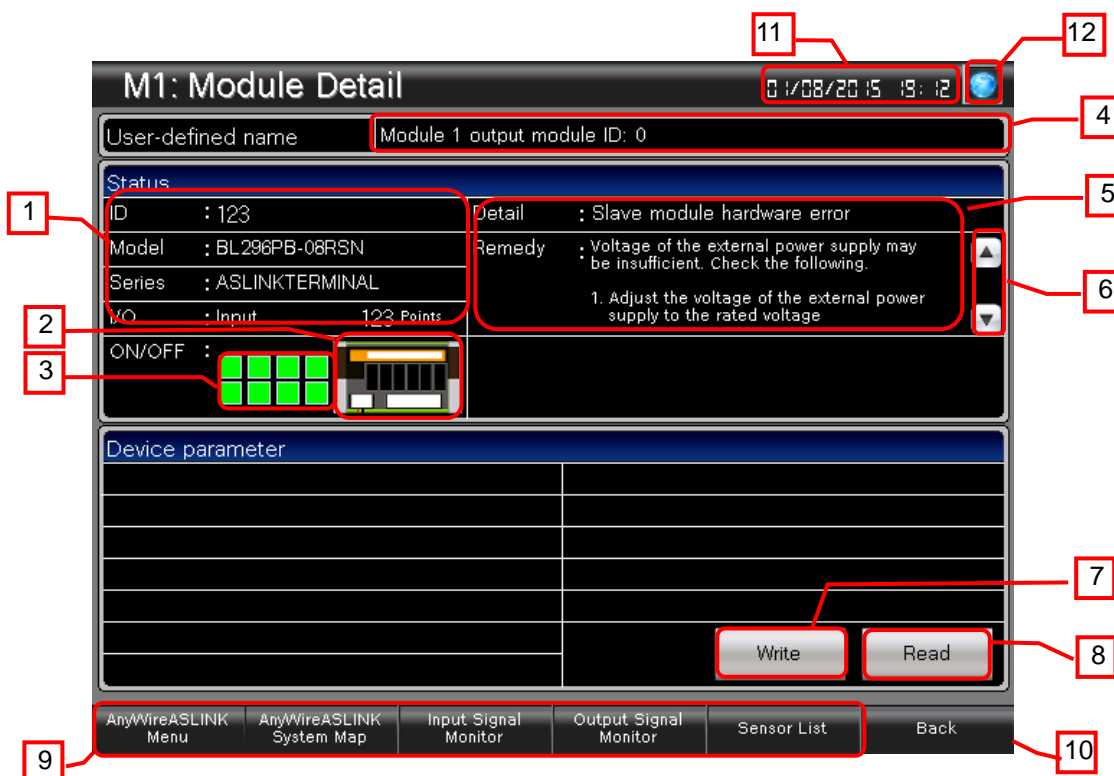 11
12
M1: Module Detail
01/08/2015 19:12
4
User-defined name Module 1 output module ID: 0
Status
5
1
ID : 123
Detail : Slave module hardware error
Model : BL296PB-08RSN
Remedy : Voltage of the external power supply may
be insufficient. Check the following.
Series : ASLINKTERMINAL
6
1. Adjust the voltage of the external power
supply to the rated voltage
I/O : Input 123 Points
2
ON/OFF :
3
Device parameter
7
Write
Read
8
AnyWireASLINK
Menu
AnyWireASLINK
System Map
Input Signal
Monitor
Output Signal
Monitor
Sensor List
Back
9
10